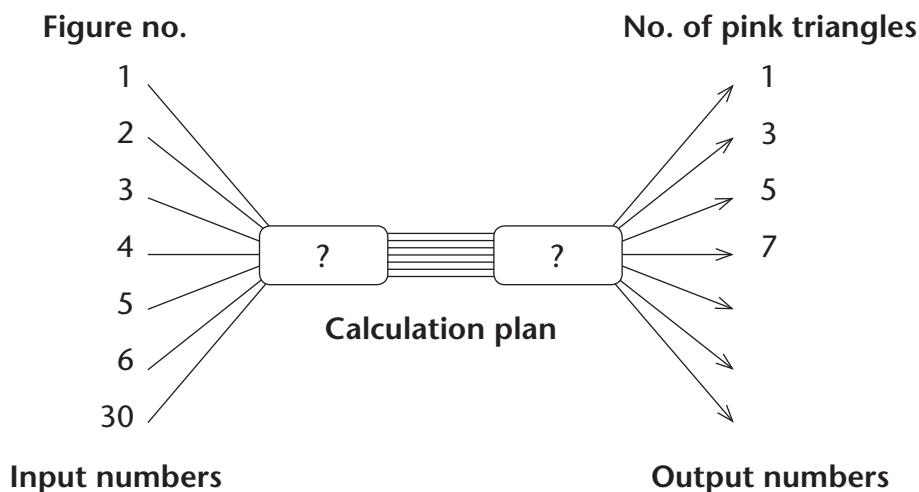 Figure no. No. of pink triangles
1 1
2 3
3 5
4 ? ? 7
5
Calculation plan
6
30
Input numbers Output numbers